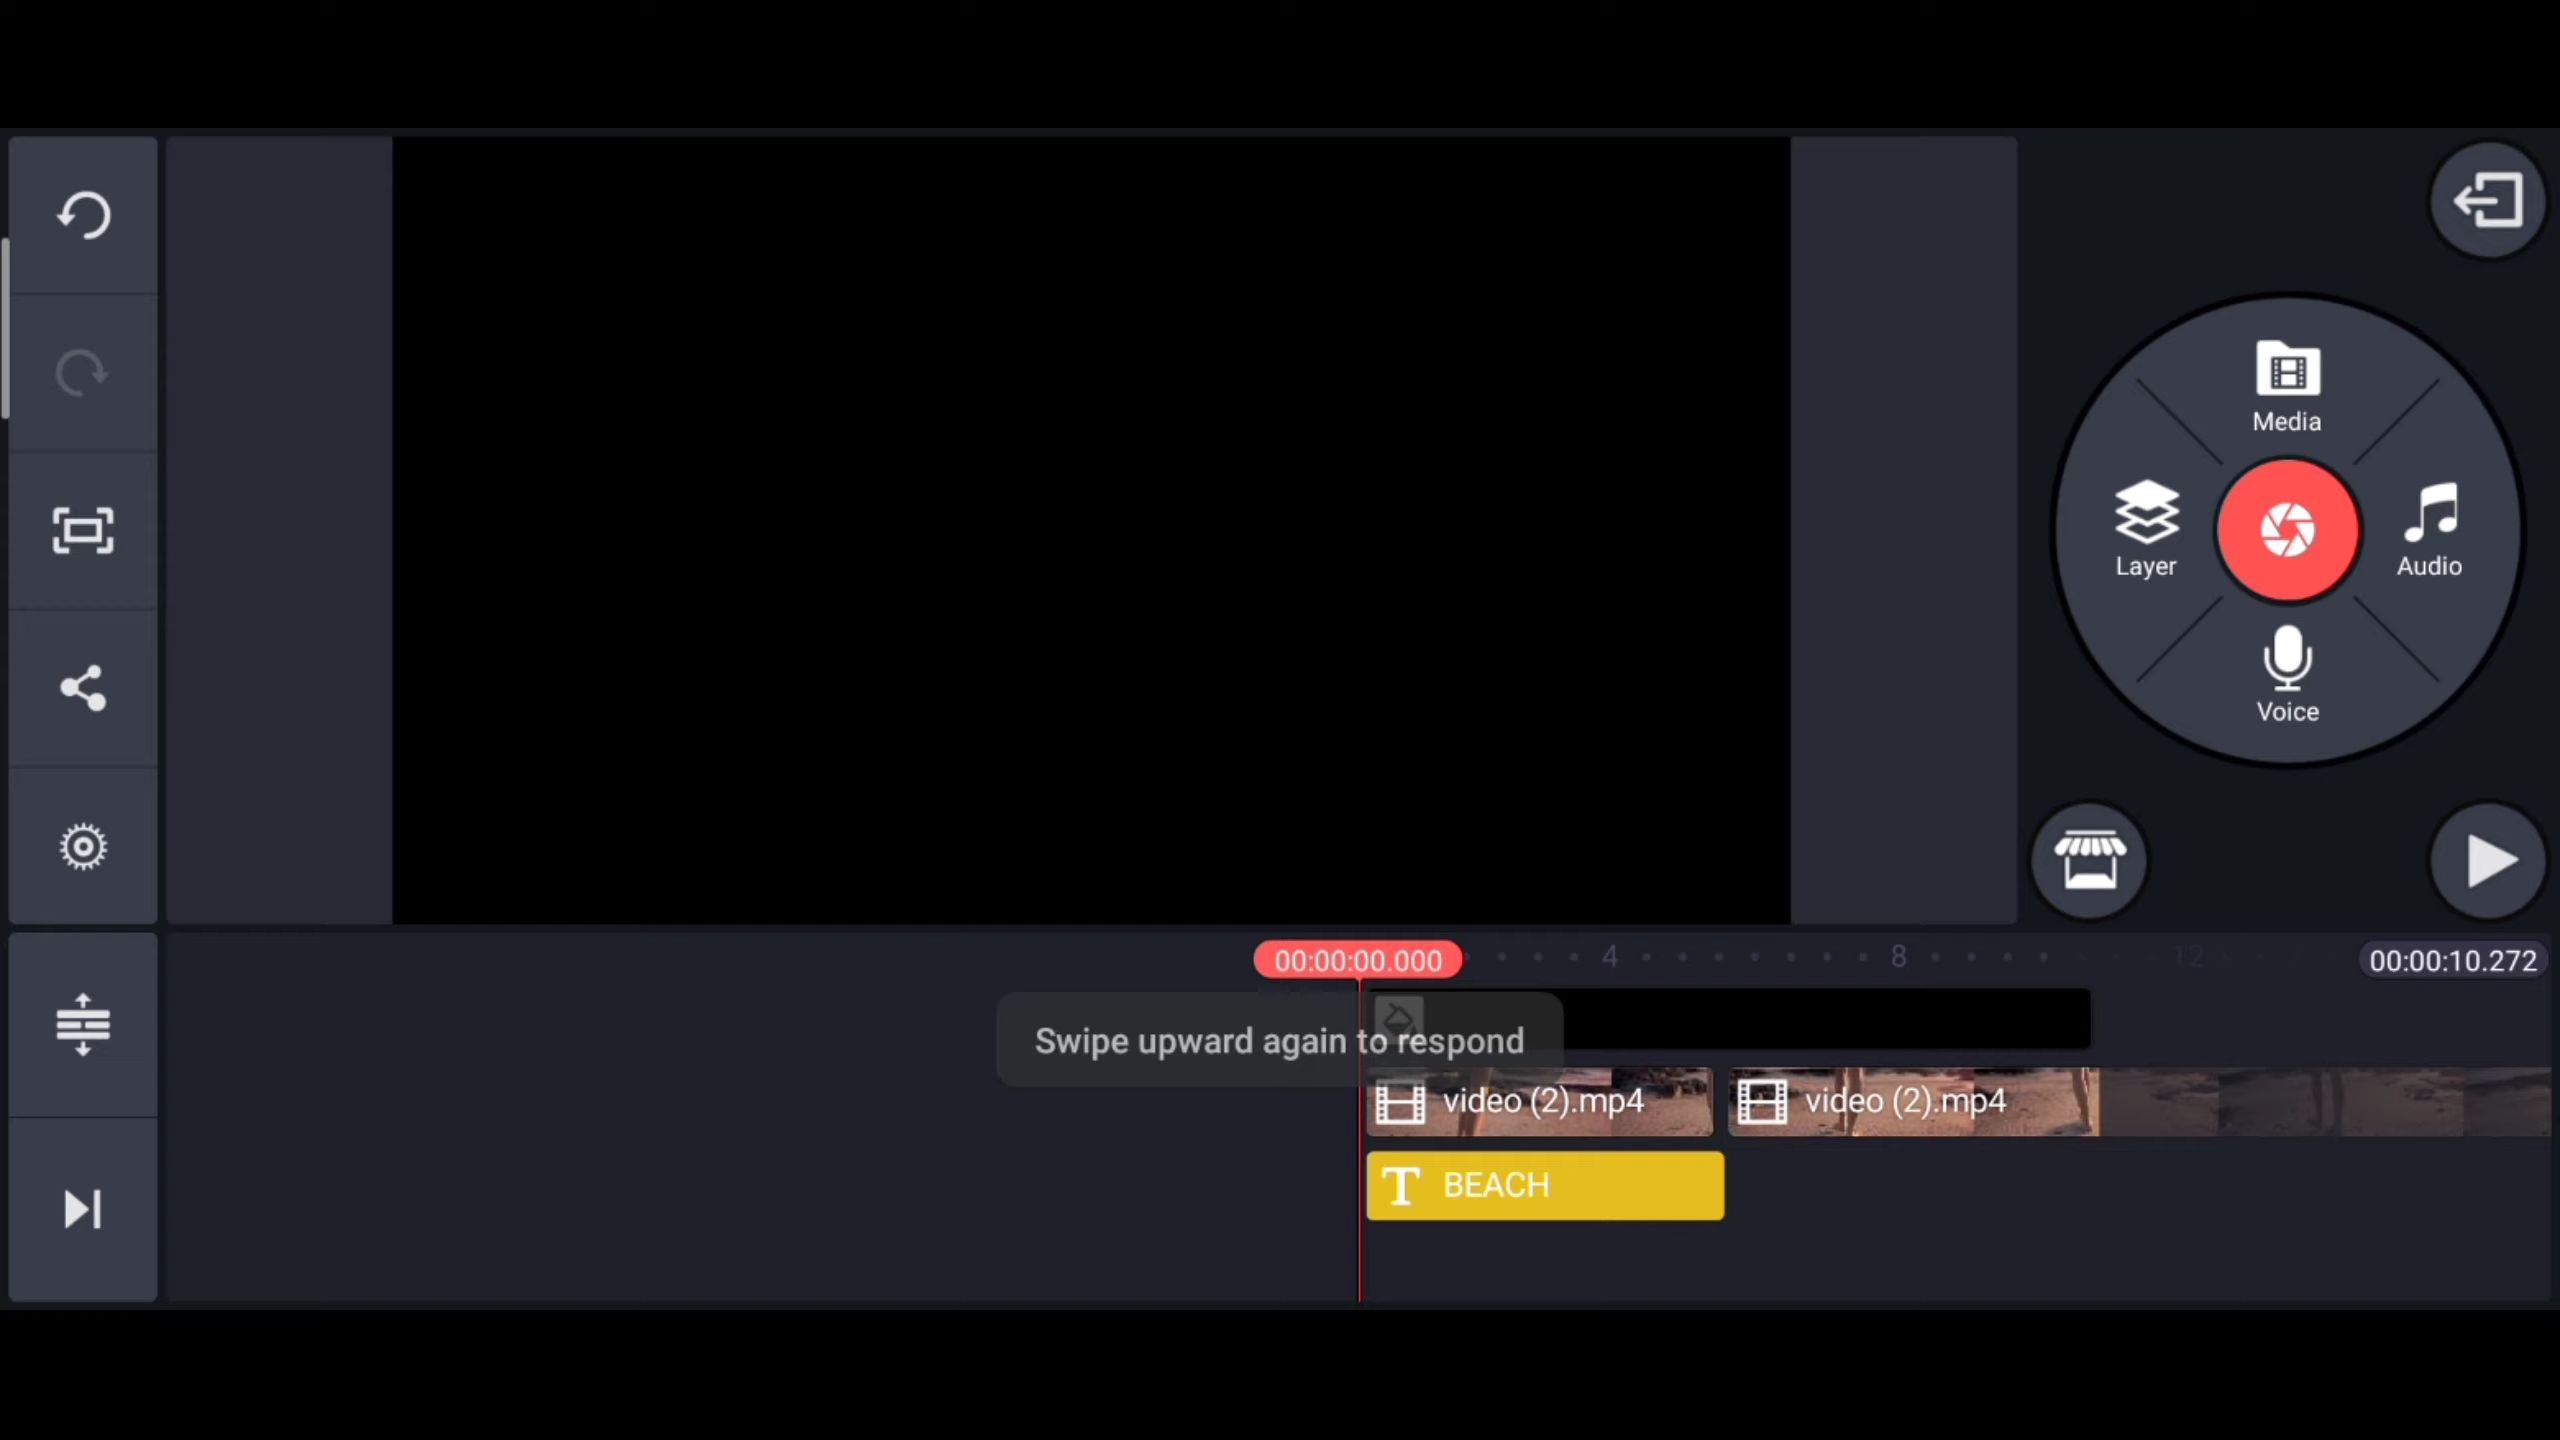 Media
Layer
Audio
Voice
00:00:00.000
4
8
12
00:00:10.272
Swipe upward again to respond
video (2).mp4
video (2).mp4
T BEACH